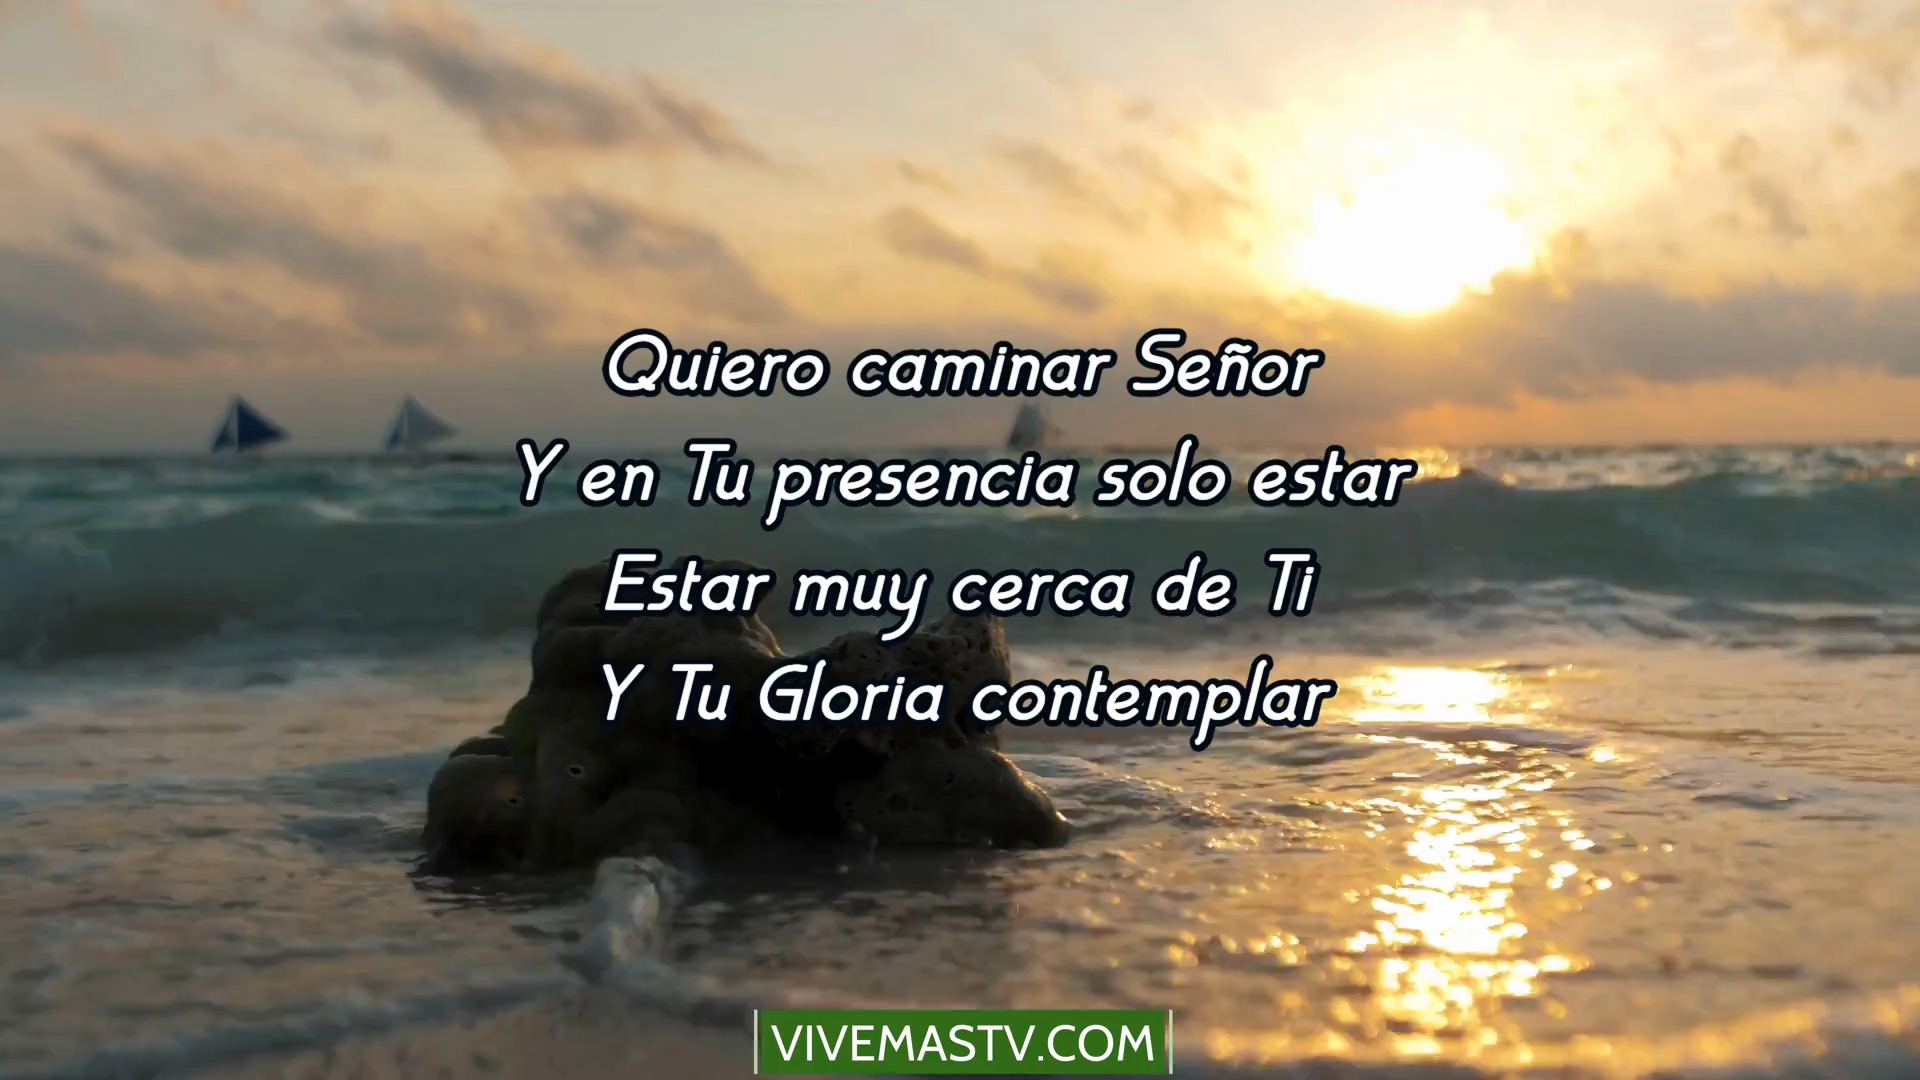 Quiero caminar Señor
Y en Tu presencia solo estar
Estar muy cerca de Ti
Y Tu Gloria contemplar
VIVEMASTV.COM